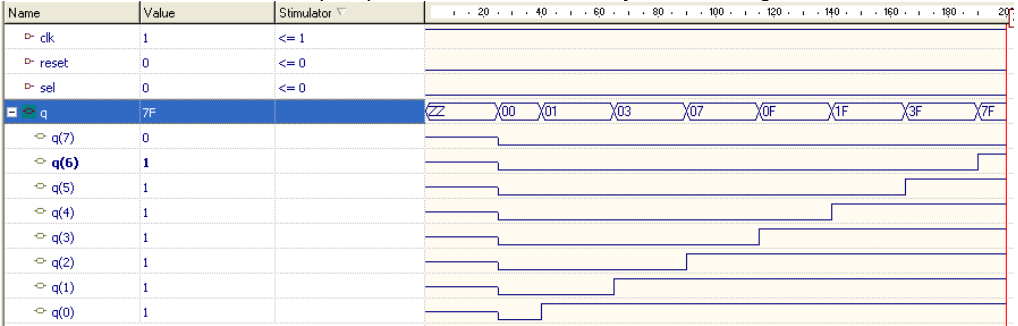 Name Value Stimulator 20 40 60 80 100 120 140 160 180
clk 1 <= 1
reset 0 <= 0
sel 0 <= 0
q 7F ZZ 00 01 03 07 0F 1F 3F 7F
q(7) 0
q(6) 1
q(5) 1
q(4) 1
q(3) 1
q(2) 1
q(1) 1
q(0) 1